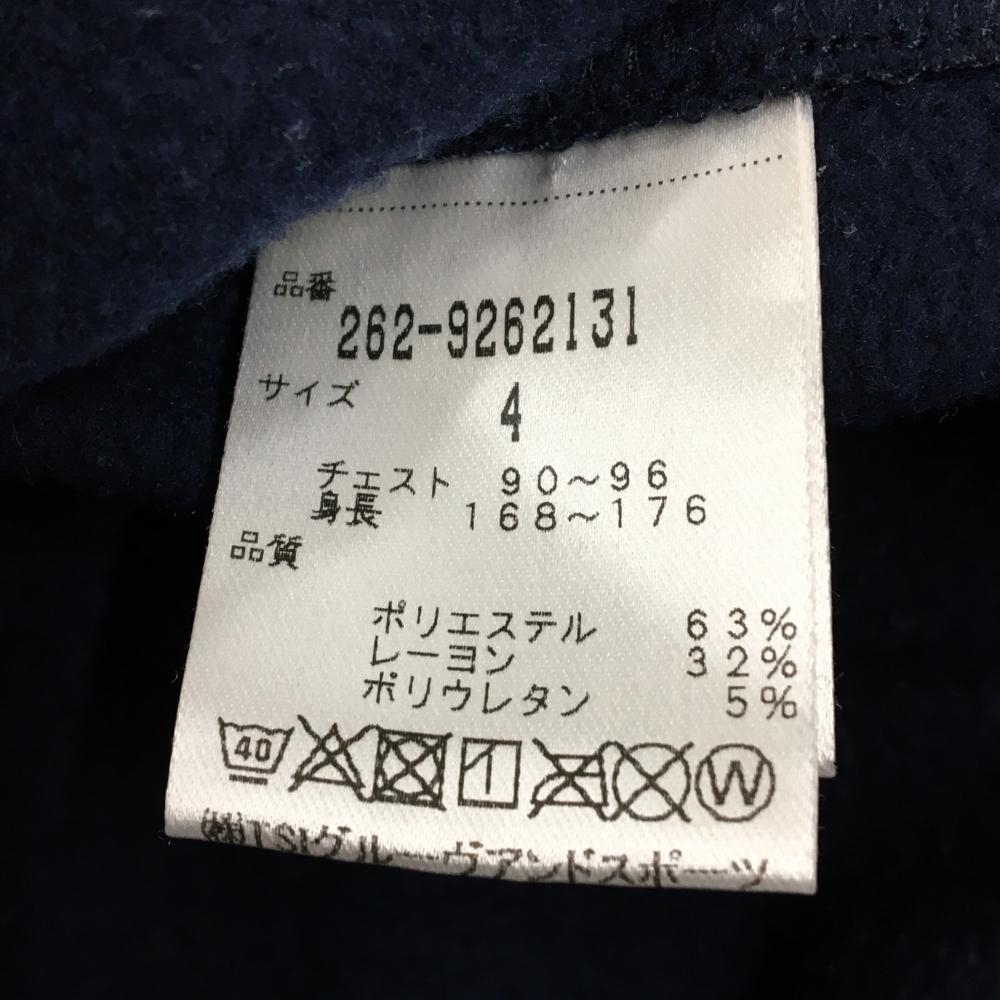 品番
262-9262131
サイズ
4
チェスト 90~96
身長 168~176
品質
ポリエステル 63%
レーヨン 32%
ポリウレタン 5%
40 W
㈱TSIグルーヴアンドスポーツ